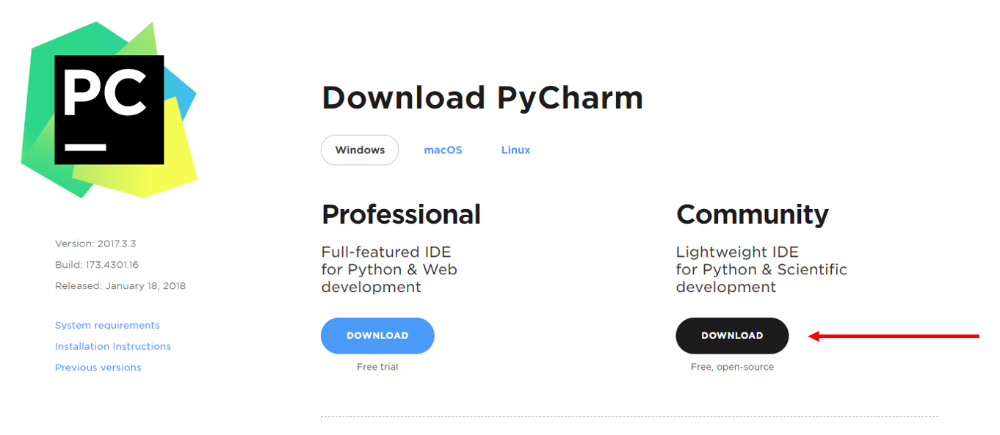 PC
Download PyCharm
Windows macOS Linux
Professional
Full-featured IDE
for Python & Web
development
DOWNLOAD
Free trial
Community
Lightweight IDE
for Python & Scientific
development
DOWNLOAD
Free, open-source
Version: 2017.3.3
Build: 173.4301.16
Released: January 18, 2018
System requirements
Installation Instructions
Previous versions